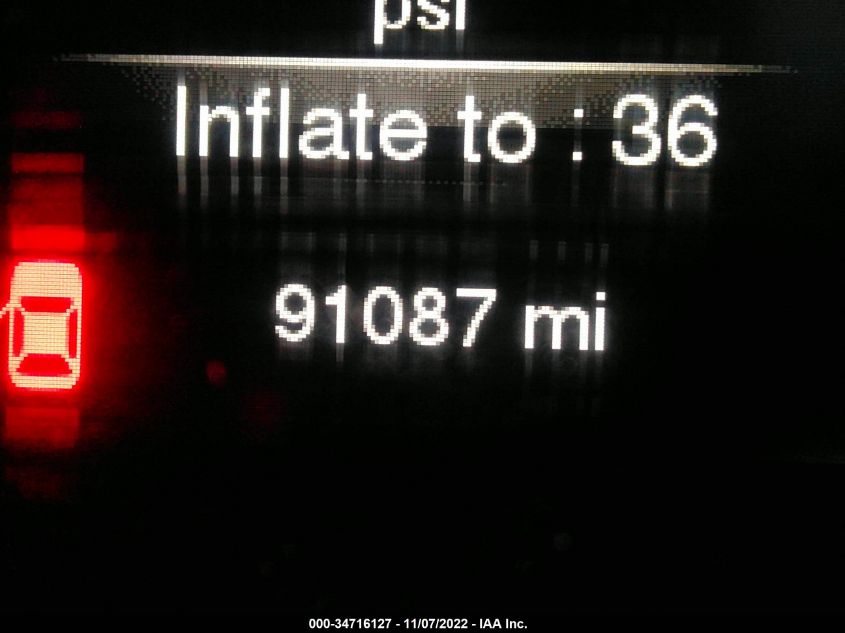 psi
Inflate to : 36
91087 mi
000-34716127 - 11/07/2022 - IAA Inc.